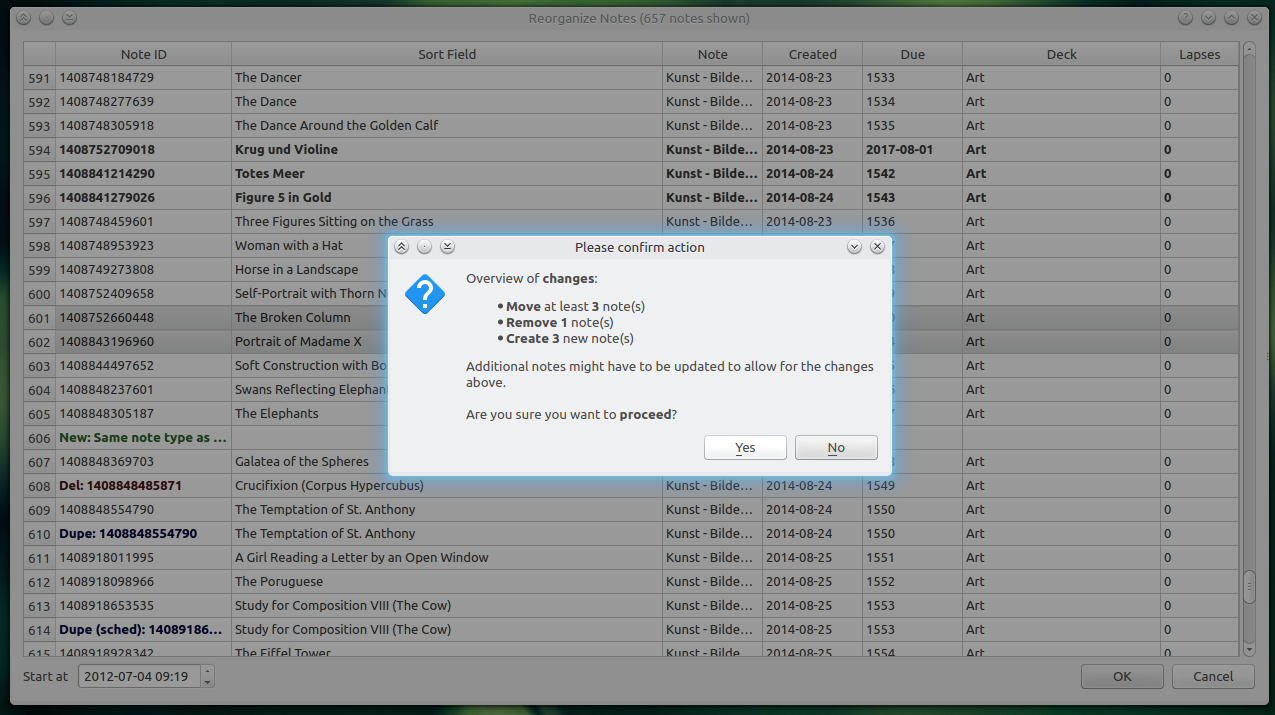 Reorganize Notes (657 notes shown)
Note ID Sort Field Note Created Due Deck Lapses
591 1408748184729 The Dancer Kunst - Bilde... 2014-08-23 1533 Art 0
592 1408748277639 The Dance Kunst - Bilde... 2014-08-23 1534 Art 0
593 1408748305918 The Dance Around the Golden Calf Kunst - Bilde... 2014-08-23 1535 Art 0
594 1408752709018 Krug und Violine Kunst - Bilde... 2014-08-23 2017-08-01 Art 0
595 1408841214290 Totes Meer Kunst - Bilde... 2014-08-24 1542 Art 0
596 1408841279026 Figure 5 in Gold Kunst - Bilde... 2014-08-24 1543 Art 0
597 1408748459601 Three Figures Sitting on the Grass Kunst - Bilde... 2014-08-23 1536 Art 0
598 1408748953923 Woman with a Hat Art 0
599 1408749273808 Horse in a Landscape Art 0
600 1408752409658 Self-Portrait with Thorn Art 0
601 1408752660448 The Broken Column Art 0
602 1408843196960 Portrait of Madame X Art 0
603 1408844497652 Soft Construction with Bo Art 0
604 1408848237601 Swans Reflecting Elephan Art 0
605 1408848305187 The Elephants Art 0
606 New: Same note type as ...
607 1408848369703 Galatea of the Spheres Art 0
608 Del: 1408848485871 Crucifixion (Corpus Hypercubus) Kunst - Bilde... 2014-08-24 1549 Art 0
609 1408848554790 The Temptation of St. Anthony Kunst - Bilde... 2014-08-24 1550 Art 0
610 Dupe: 1408848554790 The Temptation of St. Anthony Kunst - Bilde... 2014-08-24 1550 Art 0
611 1408918011995 A Girl Reading a Letter by an Open Window Kunst - Bilde... 2014-08-25 1551 Art 0
612 1408918098966 The Poruguese Kunst - Bilde... 2014-08-25 1552 Art 0
613 1408918653535 Study for Composition VIII (The Cow) Kunst - Bilde... 2014-08-25 1553 Art 0
614 Dupe (sched): 14089186... Study for Composition VIII (The Cow) Kunst - Bilde... 2014-08-25 1553 Art 0
615 1408918928342 The Eiffel Tower Kunst - Bilde... 2014-08-25 1554 Art 0
Please confirm action
Overview of changes:
• Move at least 3 note(s)
• Remove 1 note(s)
• Create 3 new note(s)
Additional notes might have to be updated to allow for the changes
above.
Are you sure you want to proceed?
Yes No
Start at 2012-07-04 09:19 OK Cancel